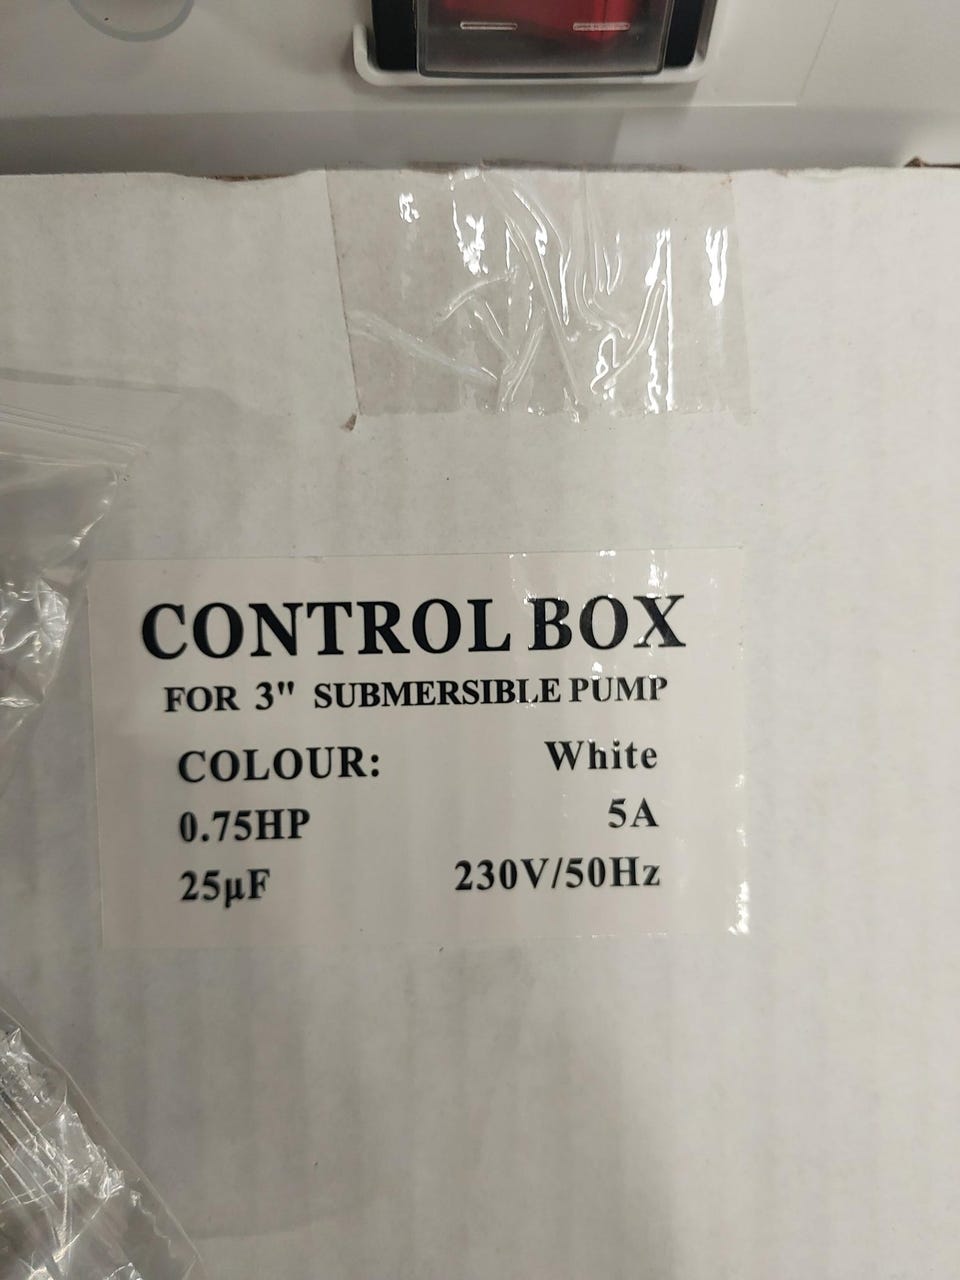 CONTROL BOX
FOR 3" SUBMERSIBLE PUMP
COLOUR: White
0.75HP 5A
25µF 230V/50Hz